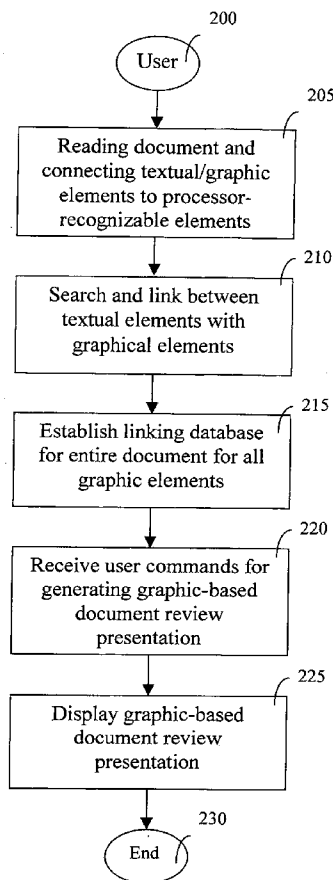 200
User
205
Reading document and
connecting textual/graphic
elements to processor-
recognizable elements
210
Search and link between
textual elements with
graphical elements
215
Establish linking database
for entire document for all
graphic elements
220
Receive user commands for
generating graphic-based
document review
presentation
225
Display graphic-based
document review
presentation
230
End